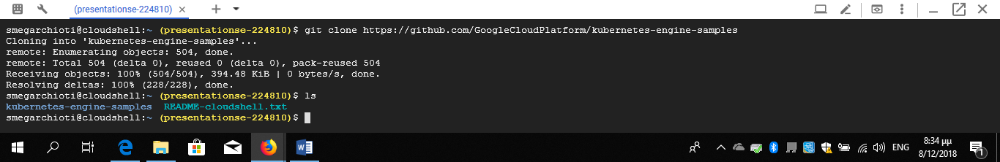 (presentationse-224810)
smegarchioti@cloudshell:~ (presentationse-224810)$ git clone https://github.com/GoogleCloudPlatform/kubernetes-engine-samples
Cloning into 'kubernetes-engine-samples'...
remote: Enumerating objects: 504, done.
remote: Total 504 (delta 0), reused 0 (delta 0), pack-reused 504
Receiving objects: 100% (504/504), 394.48 KiB | 0 bytes/s, done.
Resolving deltas: 100% (228/228), done.
smegarchioti@cloudshell:~ (presentationse-224810)$ ls
kubernetes-engine-samples  README-cloudshell.txt
smegarchioti@cloudshell:~ (presentationse-224810)$
ENG
8:34 μμ
8/12/2018
1